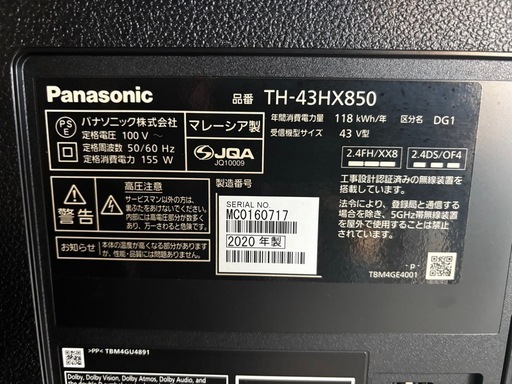 Panasonic
品番 TH-43HX850
PS
E
パナソニック株式会社
定格電圧 100 V ～
定格周波数 50/60 Hz
定格消費電力 155 W
マレーシア製
JQA
JQ10009
年間消費電力量 118 kWh/年 区分名 DG1
受信機型サイズ 43 V型
2.4FH/XX8
2.4DS/OF4
工事設計認証済みの無線装置を
搭載しています。
法令により、登録局と通信する
場合を除き、5GHz帯無線装置
を屋外で使用することは禁止
されています。
警告
高圧注意
サービスマン以外の方は、
裏ぶたをあけないでください。
内部には高電圧部分が数多く
あり、万一さわると危険です。
製造番号
SERIAL NO.
MC0160717
2020 年製
お知らせ
本体の温度が高くなる部分があり
ますが、性能・品質には問題ありません。
- p -
TBM4GE4001
>PP< TBM4GU4891
Dolby, Dolby Vision, Dolby Atmos, Dolby Audio, and